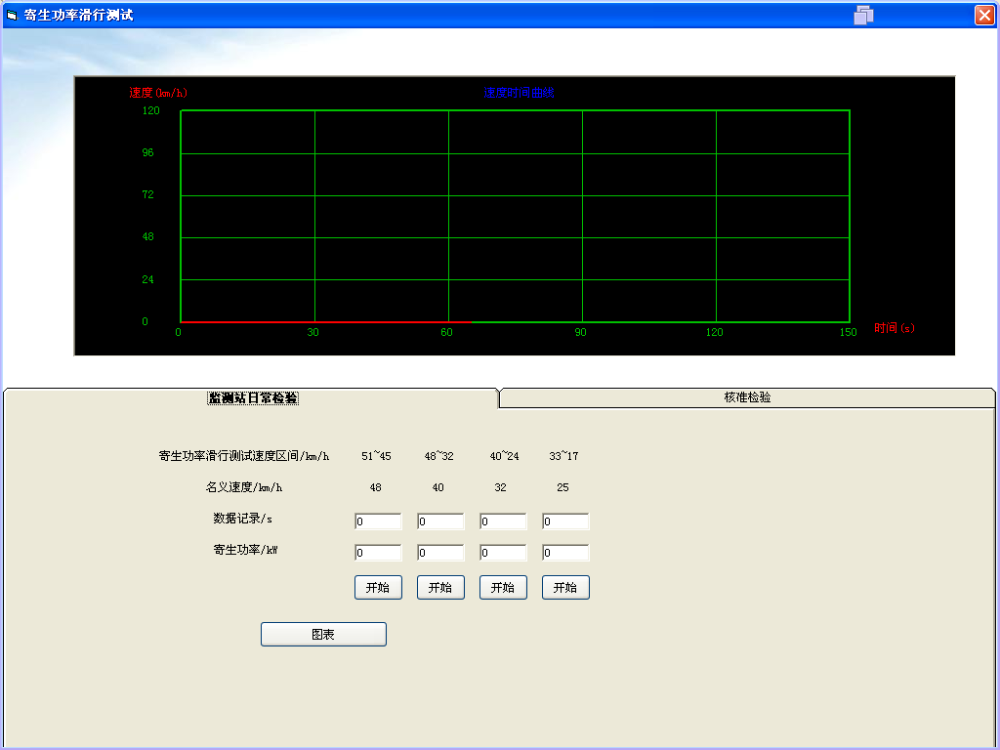 寄生功率滑行测试
速度(km/h)
速度时间曲线
120
96
72
48
24
0
0 30 60 90 120 150
时间(s)
监测站日常检验 核准检验
寄生功率滑行测试速度区间/km/h 51~45 48~32 40~24 33~17
名义速度/km/h 48 40 32 25
数据记录/s 0 0 0 0
寄生功率/kW 0 0 0 0
开始 开始 开始 开始
图表